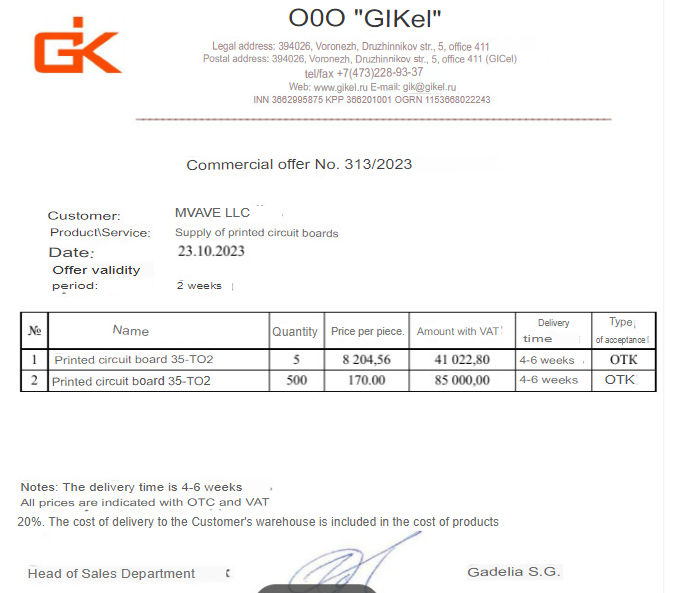 GiK
O0O "GIKel"
Legal address: 394026, Voronezh, Druzhinnikov str., 5, office 411
Postal address: 394026, Voronezh, Druzhinnikov str., 5, office 411 (GICel)
tel/fax +7(473)228-93-37
Web: www.gikel.ru E-mail: gik@gikel.ru
INN 3662995875 KPP 366201001 OGRN 1153668022243
Commercial offer No. 313/2023
Customer: MVAVE LLC
Product\Service: Supply of printed circuit boards
Date: 23.10.2023
Offer validity
period: 2 weeks
№ Name Quantity Price per piece. Amount with VAT Delivery time Type of acceptance
1 Printed circuit board 35-TO2 5 8 204,56 41 022,80 4-6 weeks OTK
2 Printed circuit board 35-TO2 500 170.00 85 000,00 4-6 weeks OTK
Notes: The delivery time is 4-6 weeks
All prices are indicated with OTC and VAT
20%. The cost of delivery to the Customer's warehouse is included in the cost of products
Head of Sales Department Gadelia S.G.